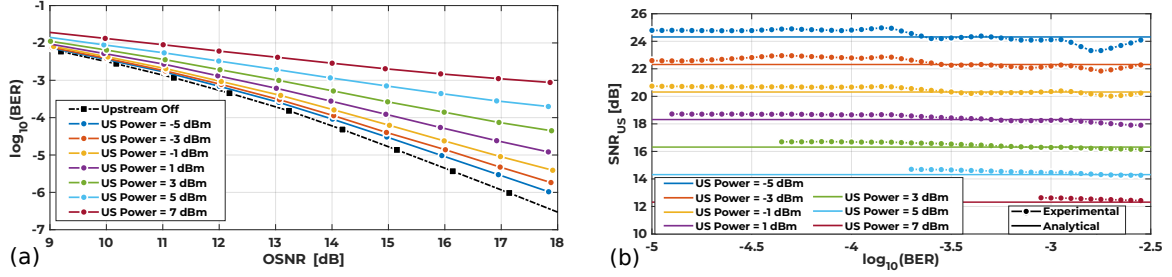 -1
-2
-3
-4
-5
-6
-7
log10(BER)
Upstream Off
US Power = -5 dBm
US Power = -3 dBm
US Power = -1 dBm
US Power = 1 dBm
US Power = 3 dBm
US Power = 5 dBm
US Power = 7 dBm
9 10 11 12 13 14 15 16 17 18
OSNR [dB]
(a)
26
24
22
20
18
16
14
12
10
SNRUS [dB]
US Power = -5 dBm
US Power = -3 dBm
US Power = -1 dBm
US Power = 1 dBm
US Power = 3 dBm
US Power = 5 dBm
US Power = 7 dBm
Experimental
Analytical
-5 -4.5 -4 -3.5 -3 -2.5
log10(BER)
(b)